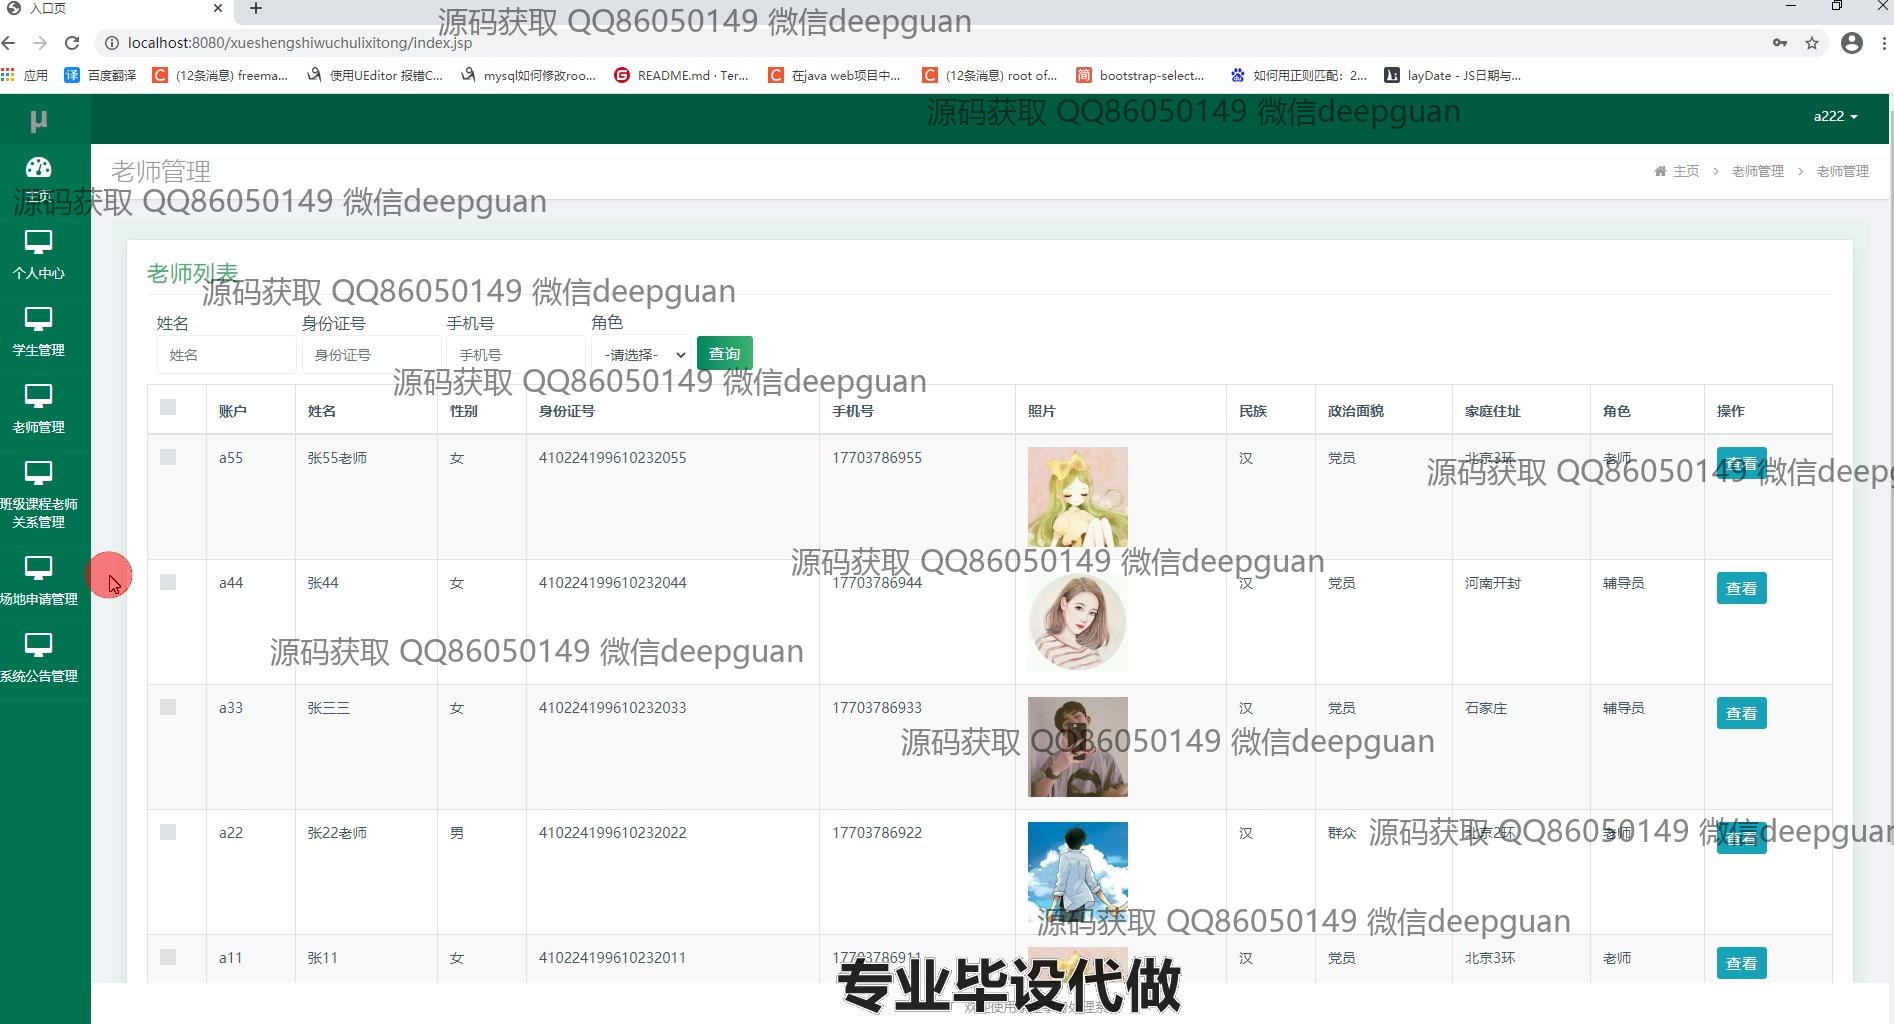 入口页
源码获取 QQ86050149 微信deepguan
localhost:8080/xueshengshiwuchulixitong/index.jsp
应用 百度翻译 (12条消息) freema... 使用UEditor 报错C... mysql如何修改roo... README.md · Ter... 在java web项目中... (12条消息) root of... bootstrap-select... 如何用正则匹配：2... layDate - JS日期与...
μ
源码获取 QQ86050149 微信deepguan
a222
老师管理
主页 > 老师管理 > 老师管理
主页
源码获取 QQ86050149 微信deepguan
个人中心
学生管理
老师管理
班级课程老师
关系管理
场地申请管理
系统公告管理
老师列表
源码获取 QQ86050149 微信deepguan
姓名 身份证号 手机号 角色
姓名 身份证号 手机号 -请选择- 查询
源码获取 QQ86050149 微信deepguan
账户 姓名 性别 身份证号 手机号 照片 民族 政治面貌 家庭住址 角色 操作
a55 张55老师 女 410224199610232055 17703786955 汉 党员 北京3环 老师 查看
源码获取 QQ86050149 微信deepg
源码获取 QQ86050149 微信deepguan
a44 张44 女 410224199610232044 17703786944 汉 党员 河南开封 辅导员 查看
源码获取 QQ86050149 微信deepguan
a33 张三三 女 410224199610232033 17703786933 汉 党员 石家庄 辅导员 查看
源码获取 QQ86050149 微信deepguan
a22 张22老师 男 410224199610232022 17703786922 汉 群众 北京2环 老师 查看
源码获取 QQ86050149 微信deepguan
源码获取 QQ86050149 微信deepguan
a11 张11 女 410224199610232011 17703786911 汉 党员 北京3环 老师 查看
专业毕设代做